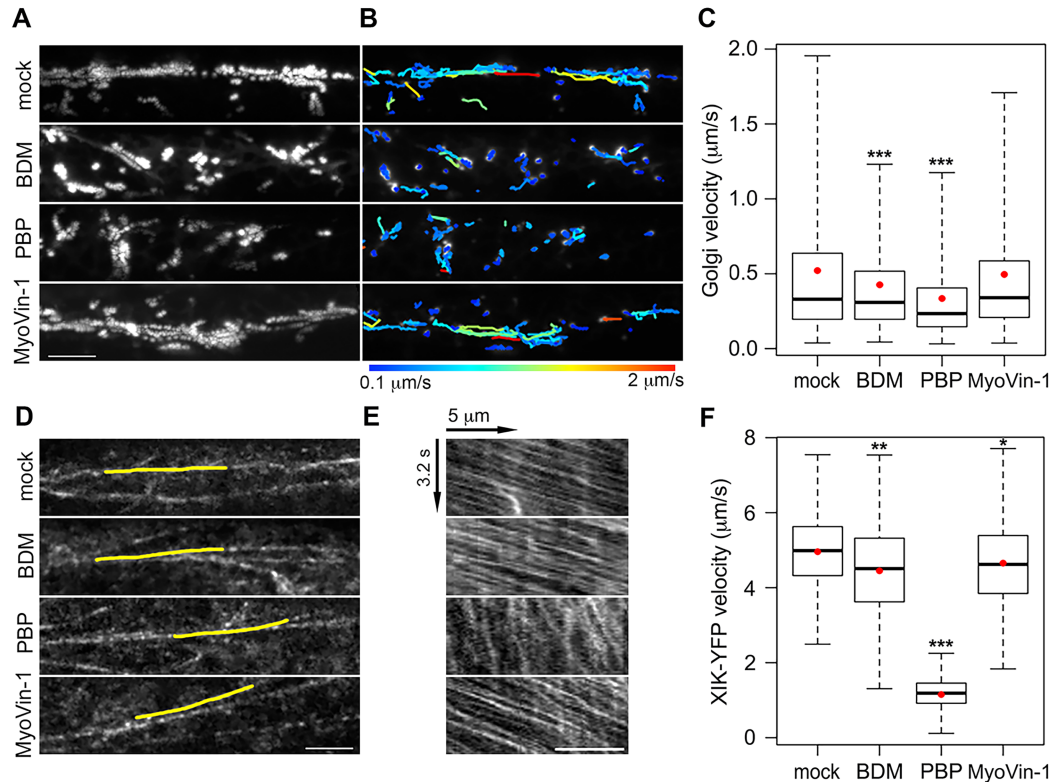 A
B
C
mock
BDM
PBP
MyoVin-1
0.1 μm/s
2 μm/s
Golgi velocity (μm/s)
2.0
1.5
1.0
0.5
0.0
***
***
mock
BDM
PBP
MyoVin-1
D
E
F
mock
BDM
PBP
MyoVin-1
5 μm
3.2 s
XIK-YFP velocity (μm/s)
8
6
4
2
0
**
***
*
mock
BDM
PBP
MyoVin-1